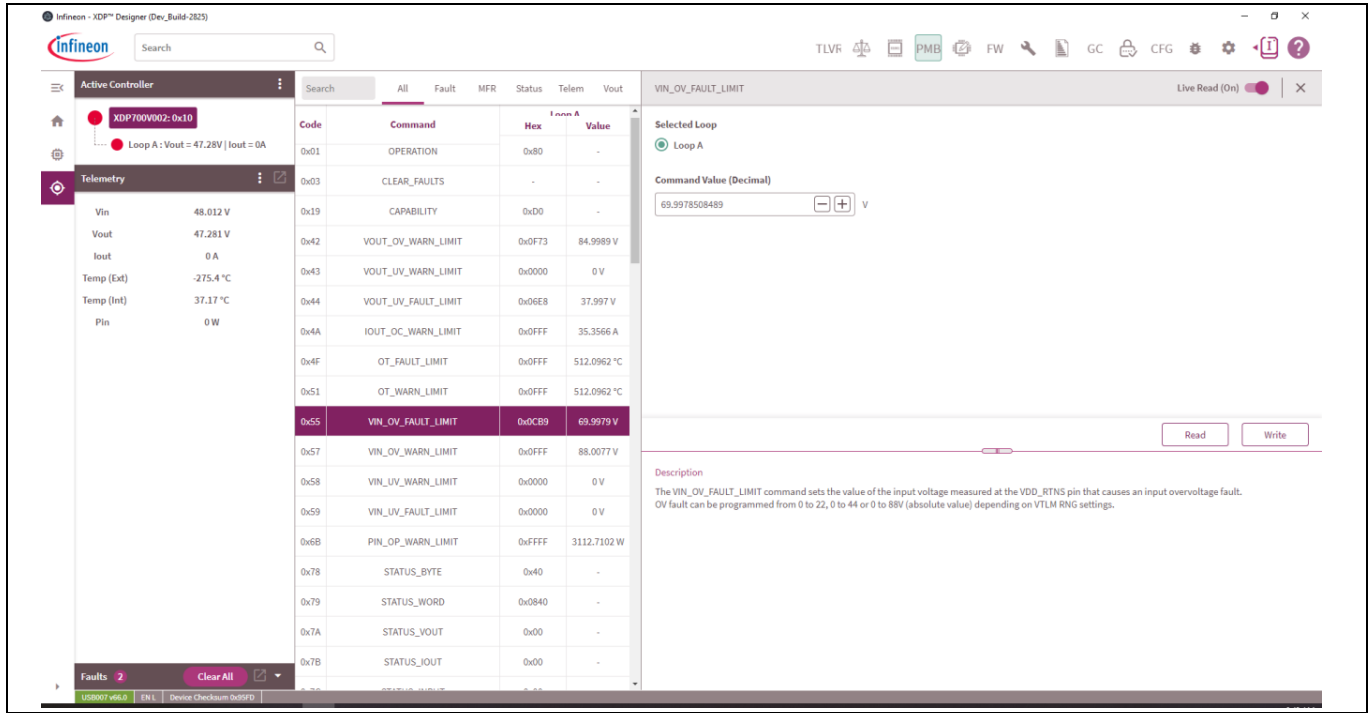 Infineon - XDP™ Designer (Dev_Build-2825)
infineon
Search
TLVR PMB FW GC CFG
Active Controller
XDP700V002: 0x10
Loop A : Vout = 47.28V | Iout = 0A
Telemetry
Vin 48.012 V
Vout 47.281 V
Iout 0 A
Temp (Ext) -275.4 °C
Temp (Int) 37.17 °C
Pin 0 W
Faults 2 Clear All
USB007 v66.0 EN L Device Checksum 0x95FD
Search All Fault MFR Status Telem Vout
Loop A
Code Command Hex Value
0x01 OPERATION 0x80 -
0x03 CLEAR_FAULTS - -
0x19 CAPABILITY 0xD0 -
0x42 VOUT_OV_WARN_LIMIT 0x0F73 84.9989 V
0x43 VOUT_UV_WARN_LIMIT 0x0000 0 V
0x44 VOUT_UV_FAULT_LIMIT 0x06E8 37.997 V
0x4A IOUT_OC_WARN_LIMIT 0x0FFF 35.3566 A
0x4F OT_FAULT_LIMIT 0x0FFF 512.0962 °C
0x51 OT_WARN_LIMIT 0x0FFF 512.0962 °C
0x55 VIN_OV_FAULT_LIMIT 0x0CB9 69.9979 V
0x57 VIN_OV_WARN_LIMIT 0x0FFF 88.0077 V
0x58 VIN_UV_WARN_LIMIT 0x0000 0 V
0x59 VIN_UV_FAULT_LIMIT 0x0000 0 V
0x6B PIN_OP_WARN_LIMIT 0xFFFF 3112.7102 W
0x78 STATUS_BYTE 0x40 -
0x79 STATUS_WORD 0x0840 -
0x7A STATUS_VOUT 0x00 -
0x7B STATUS_IOUT 0x00 -
VIN_OV_FAULT_LIMIT Live Read (On)
Selected Loop
Loop A
Command Value (Decimal)
69.9978508489 V
Read Write
Description
The VIN_OV_FAULT_LIMIT command sets the value of the input voltage measured at the VDD_RTNS pin that causes an input overvoltage fault.
OV fault can be programmed from 0 to 22, 0 to 44 or 0 to 88V (absolute value) depending on VTLM RNG settings.